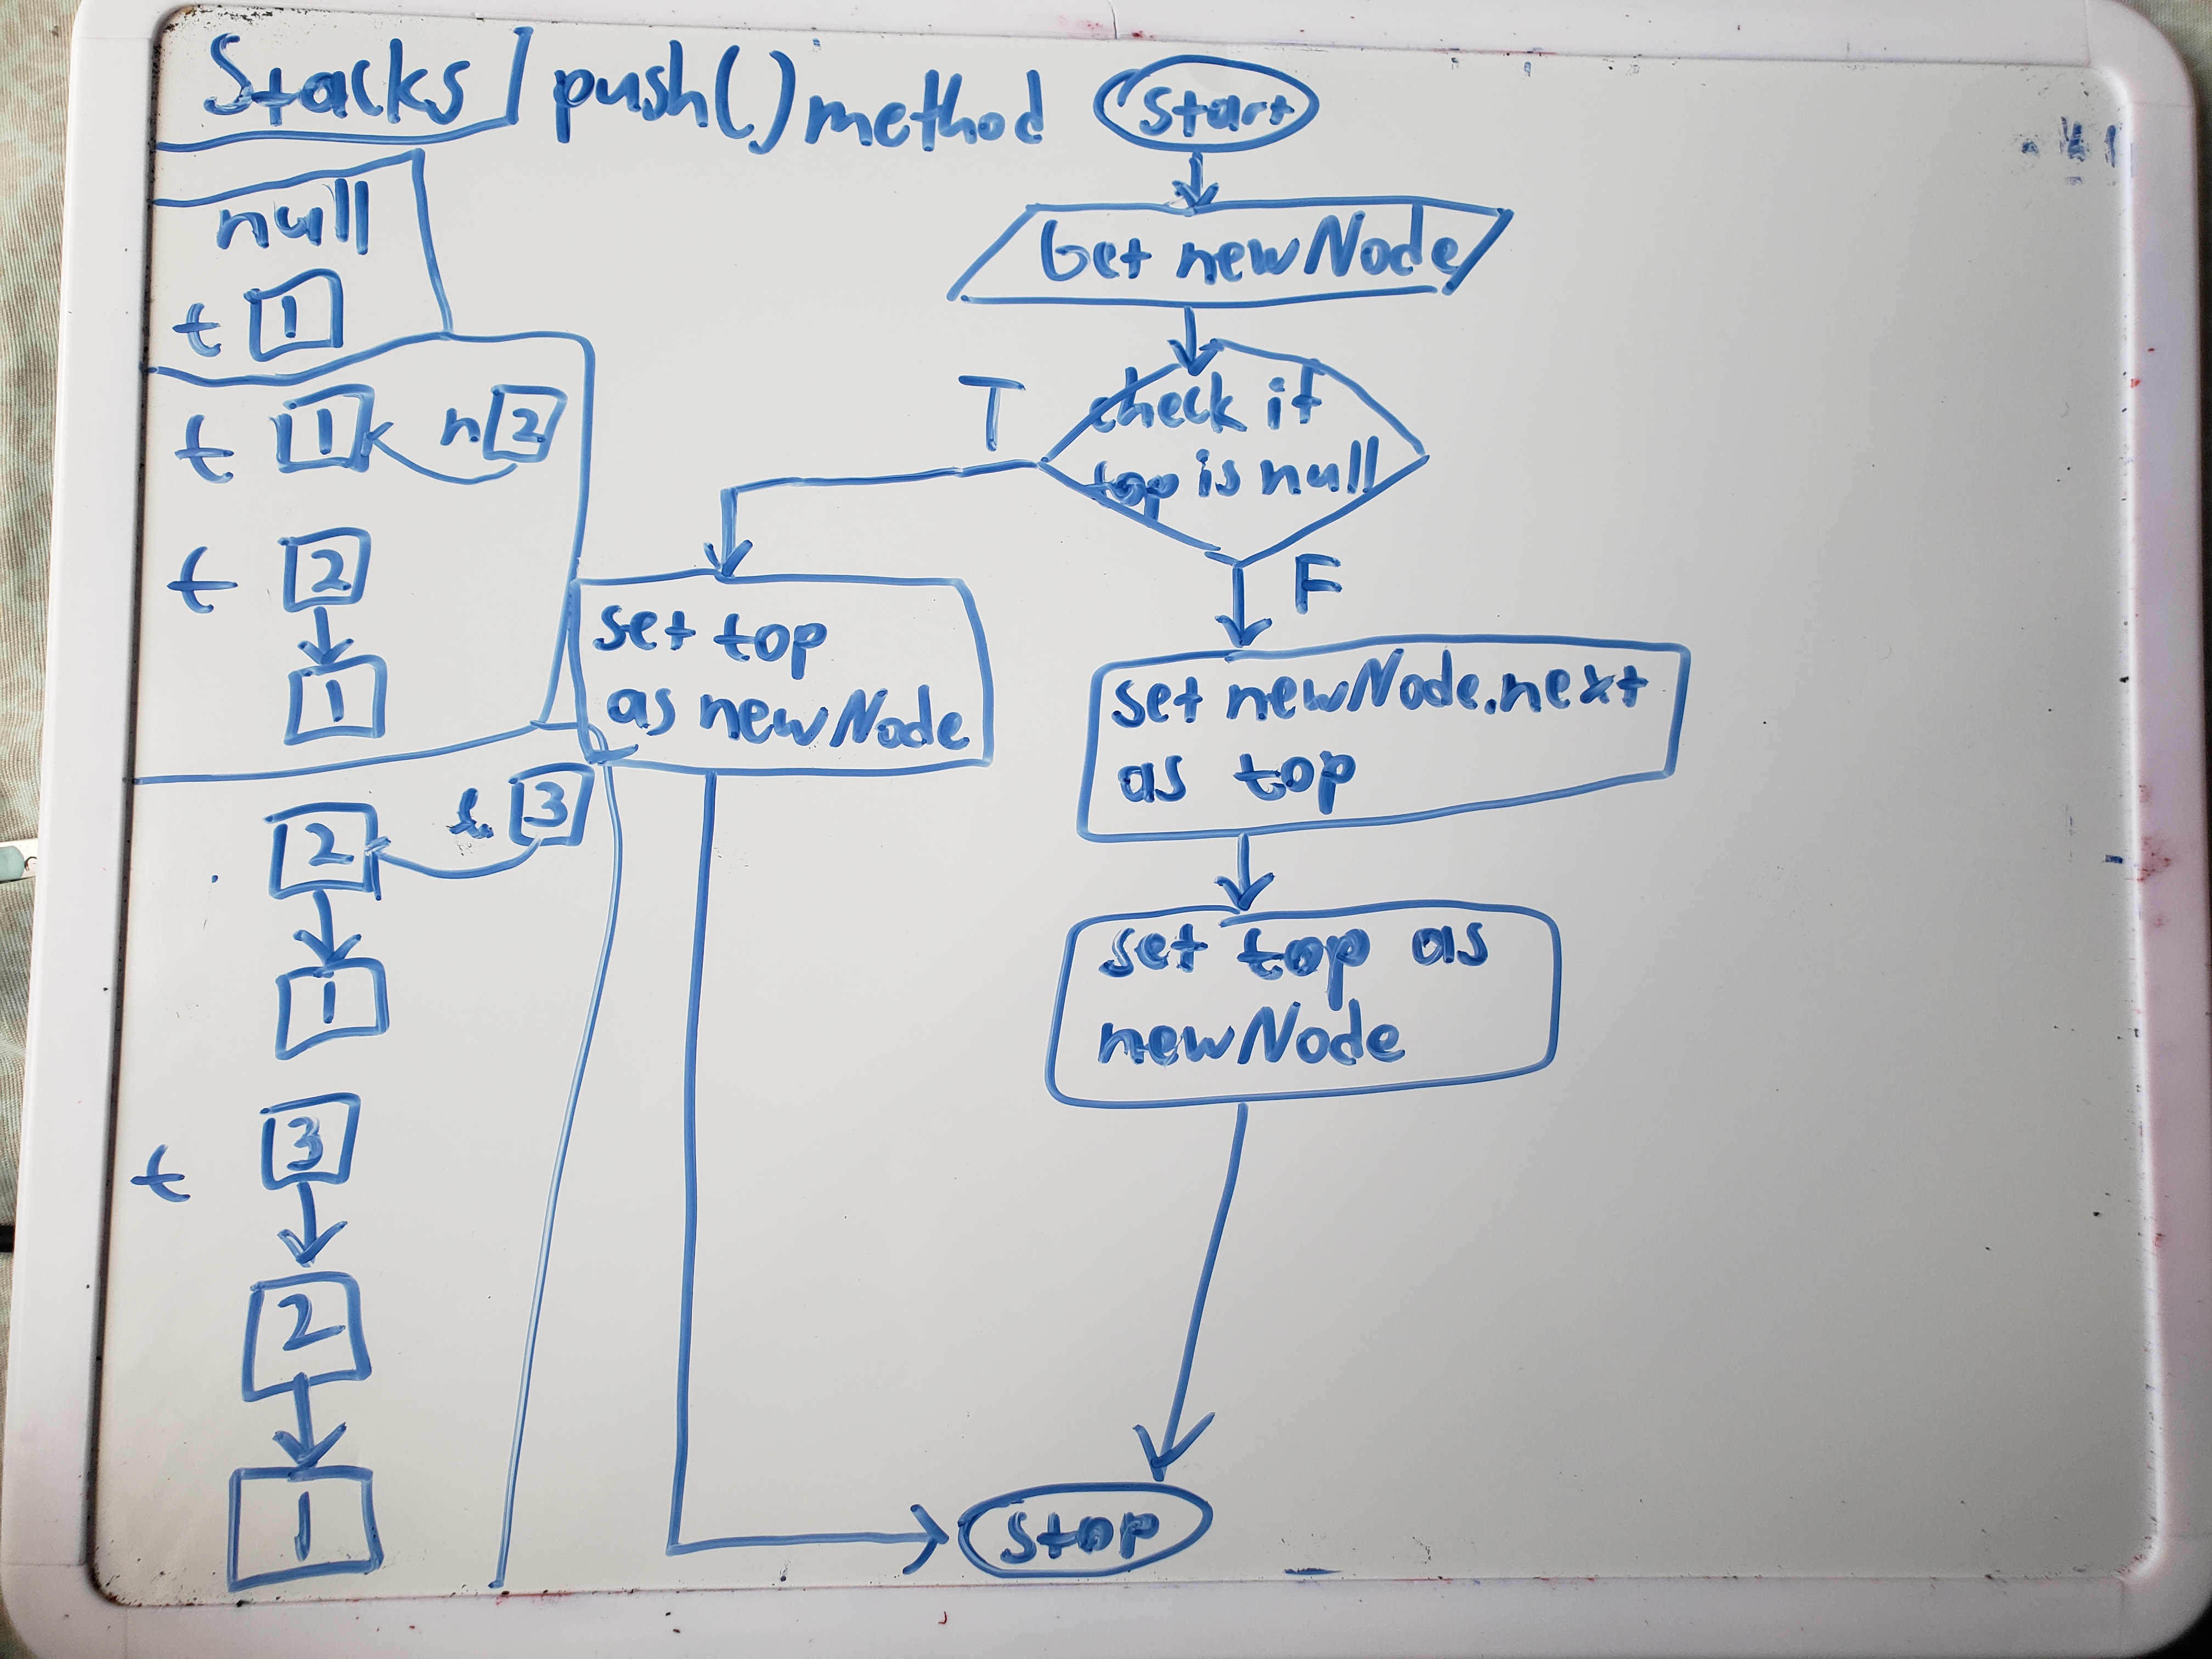 Stacks push() method
null
t 1
t 1 n 2
t 2
1
2 t 3
1
t 3
2
1
Start
Get newNode
check if
top is null
T
F
set top
as newNode
set newNode.next
as top
set top as
newNode
Stop